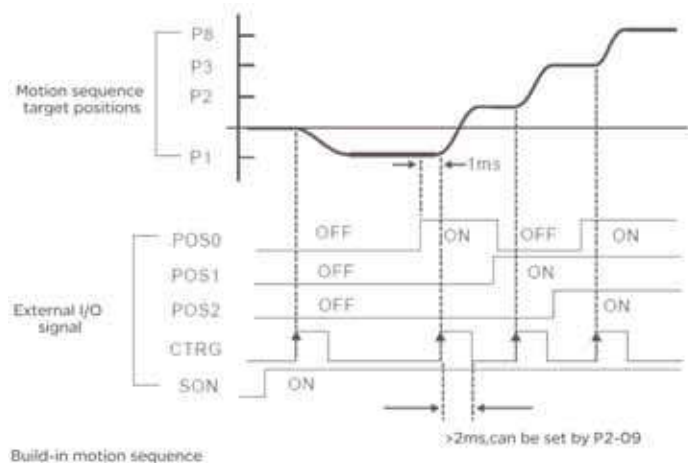 P8
P3
Motion sequence
target positions
P2
P1
1ms
POS0
OFF
ON
OFF
ON
POS1
OFF
ON
External I/O
signal
POS2
OFF
ON
CTRG
SON
ON
>2ms,can be set by P2-09
Build-in motion sequence